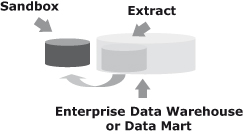 Sandbox
Extract
Enterprise Data Warehouse
or Data Mart